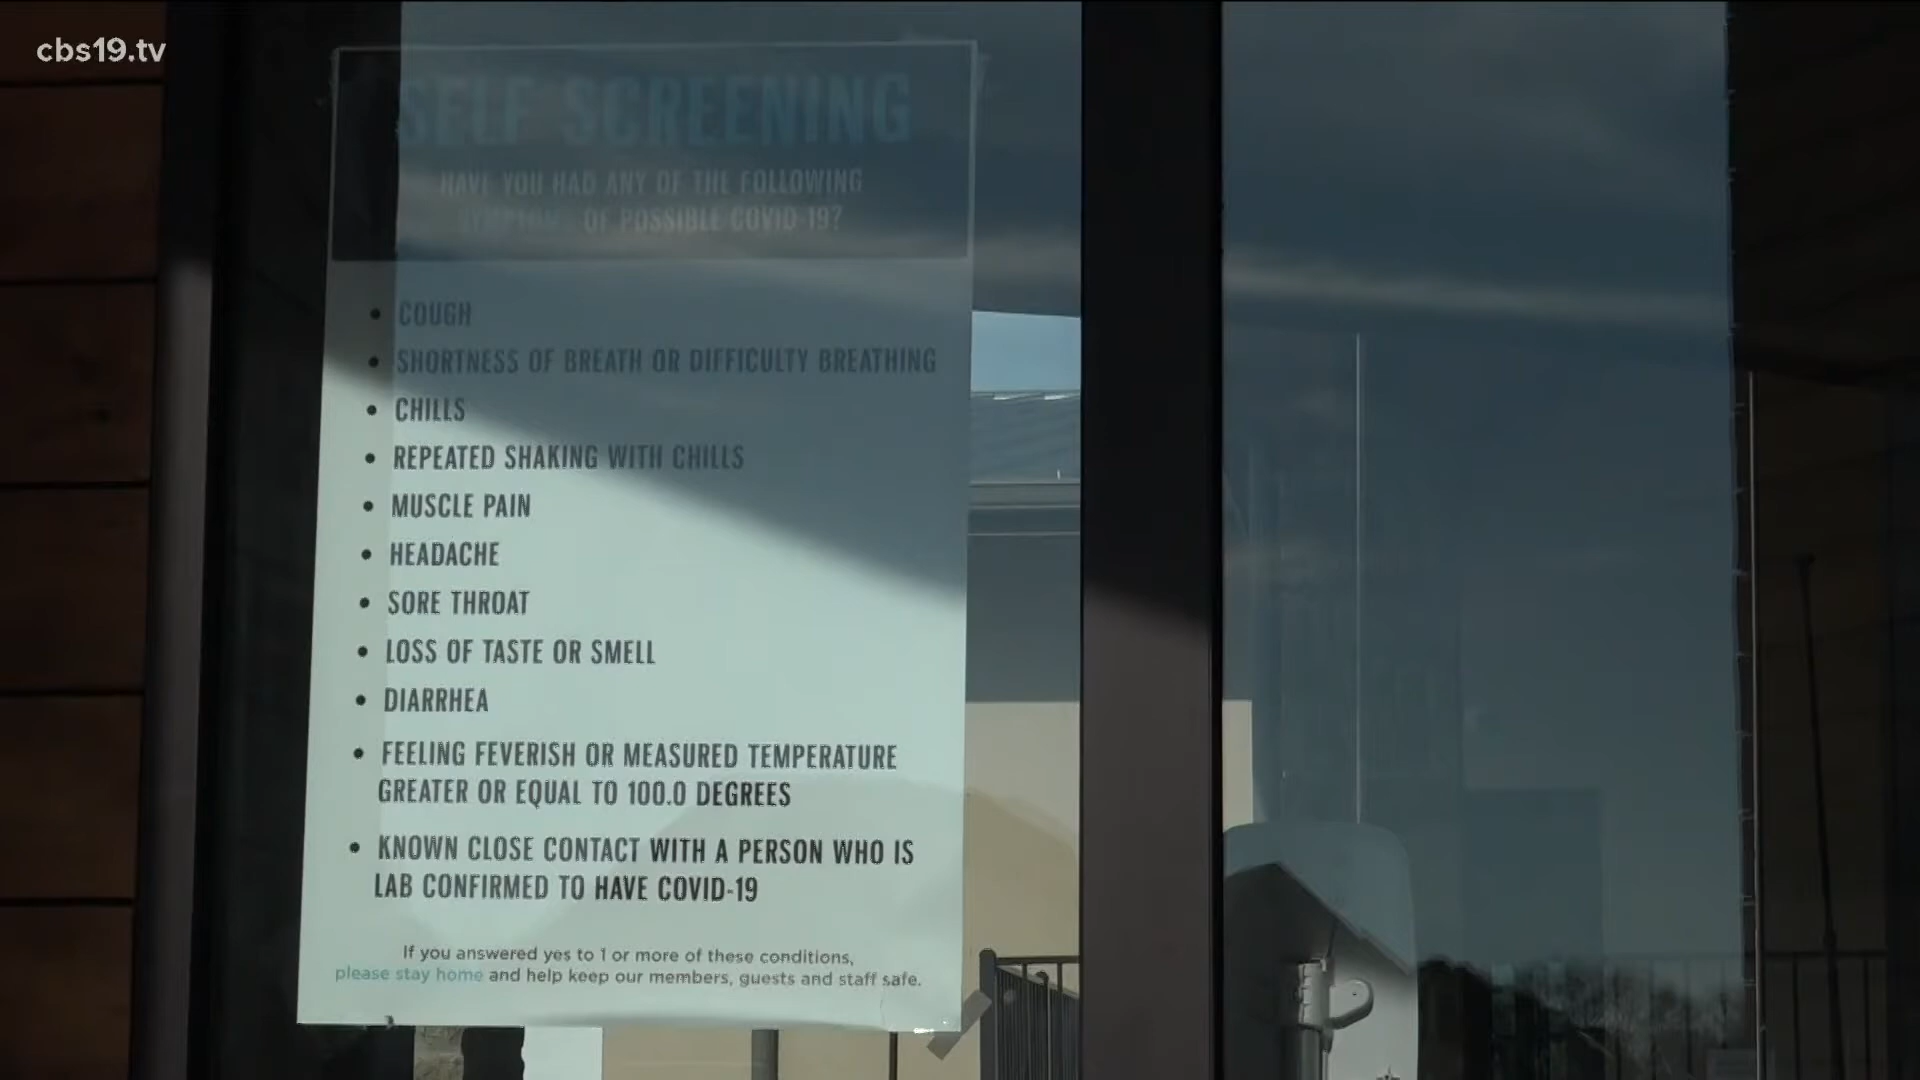 cbs19.tv
SELF SCREENING
HAVE YOU HAD ANY OF THE FOLLOWING
OF POSSIBLE COVID-19?
• COUGH
• SHORTNESS OF BREATH OR DIFFICULTY BREATHING
• CHILLS
• REPEATED SHAKING WITH CHILLS
• MUSCLE PAIN
• HEADACHE
• SORE THROAT
• LOSS OF TASTE OR SMELL
• DIARRHEA
• FEELING FEVERISH OR MEASURED TEMPERATURE
GREATER OR EQUAL TO 100.0 DEGREES
• KNOWN CLOSE CONTACT WITH A PERSON WHO IS
LAB CONFIRMED TO HAVE COVID-19
If you answered yes to 1 or more of these conditions,
please stay home and help keep our members, guests and staff safe.